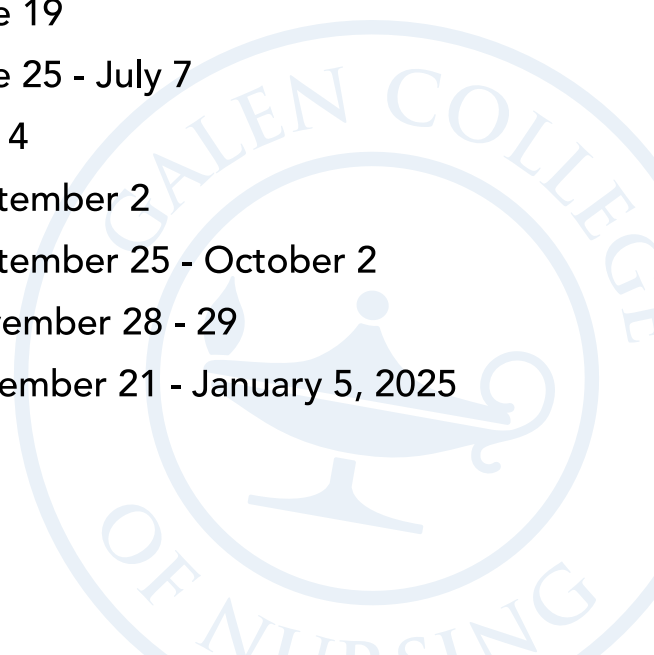 e 19
e 25 - July 7
4
tember 2
tember 25 - October 2
ember 28 - 29
ember 21 - January 5, 2025
GALEN COLLEGE
OF NURSING